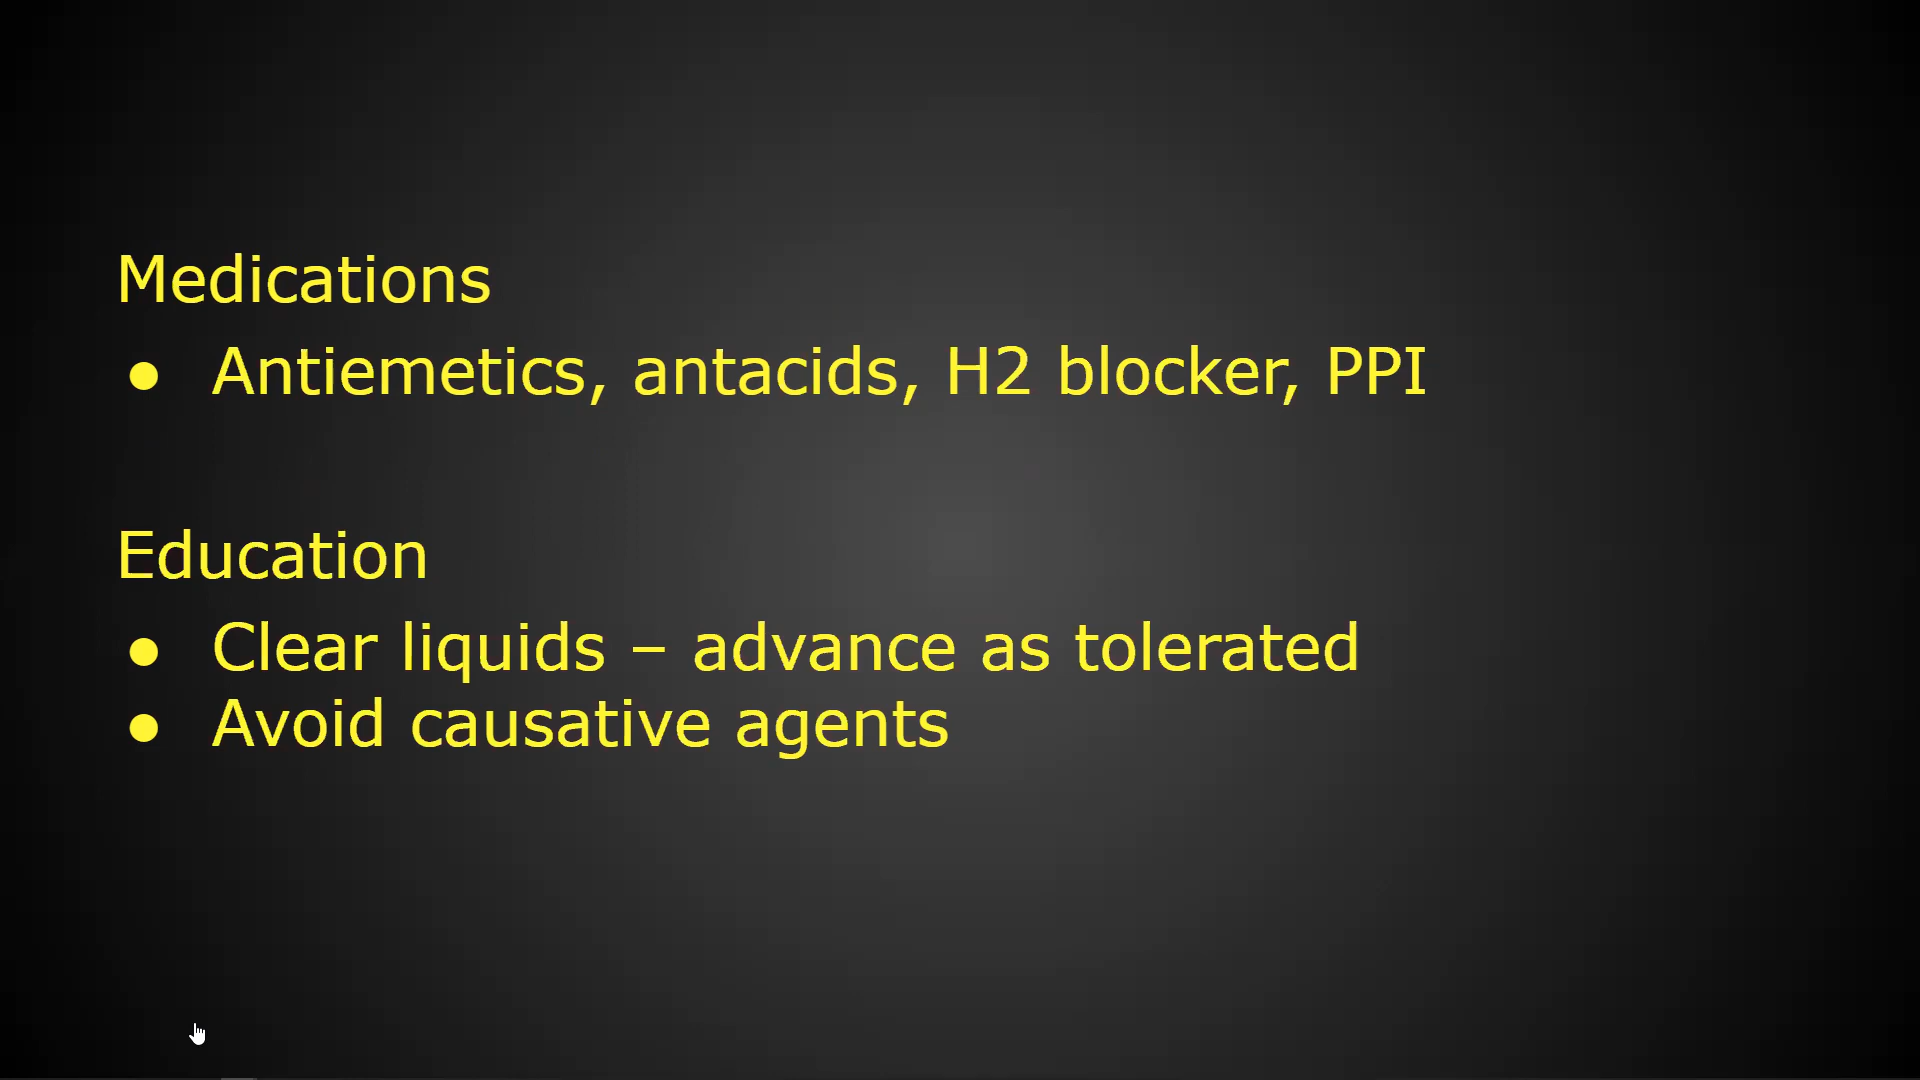 Medications
● Antiemetics, antacids, H2 blocker, PPI
Education
● Clear liquids – advance as tolerated
● Avoid causative agents